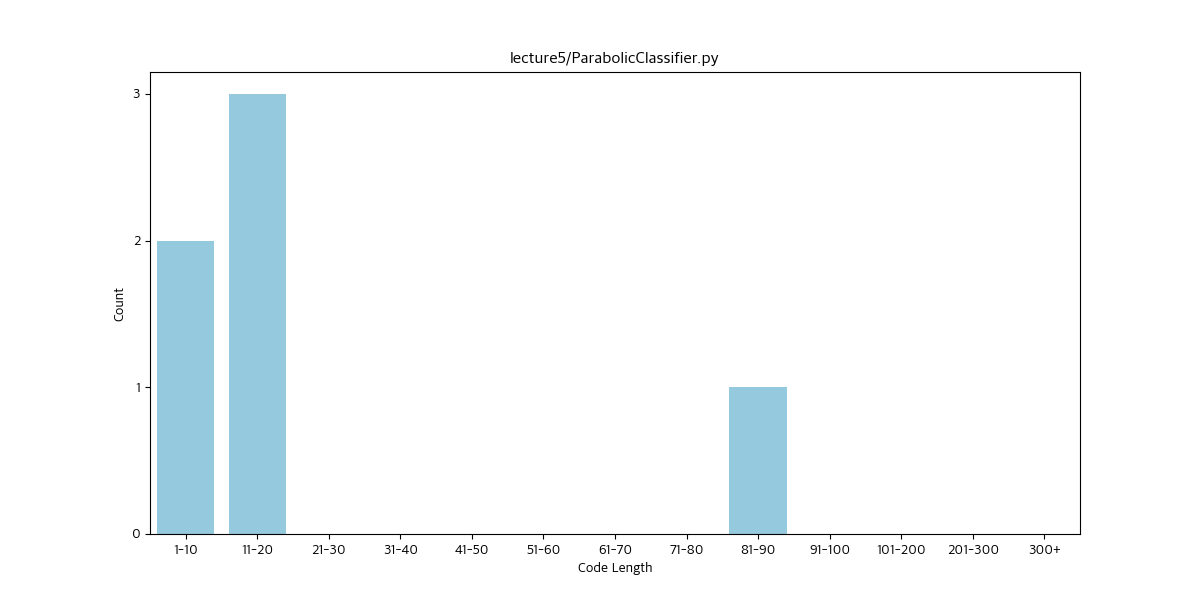 lecture5/ParabolicClassifier.py
3
2
1
0
Count
1-10 11-20 21-30 31-40 41-50 51-60 61-70 71-80 81-90 91-100 101-200 201-300 300+
Code Length